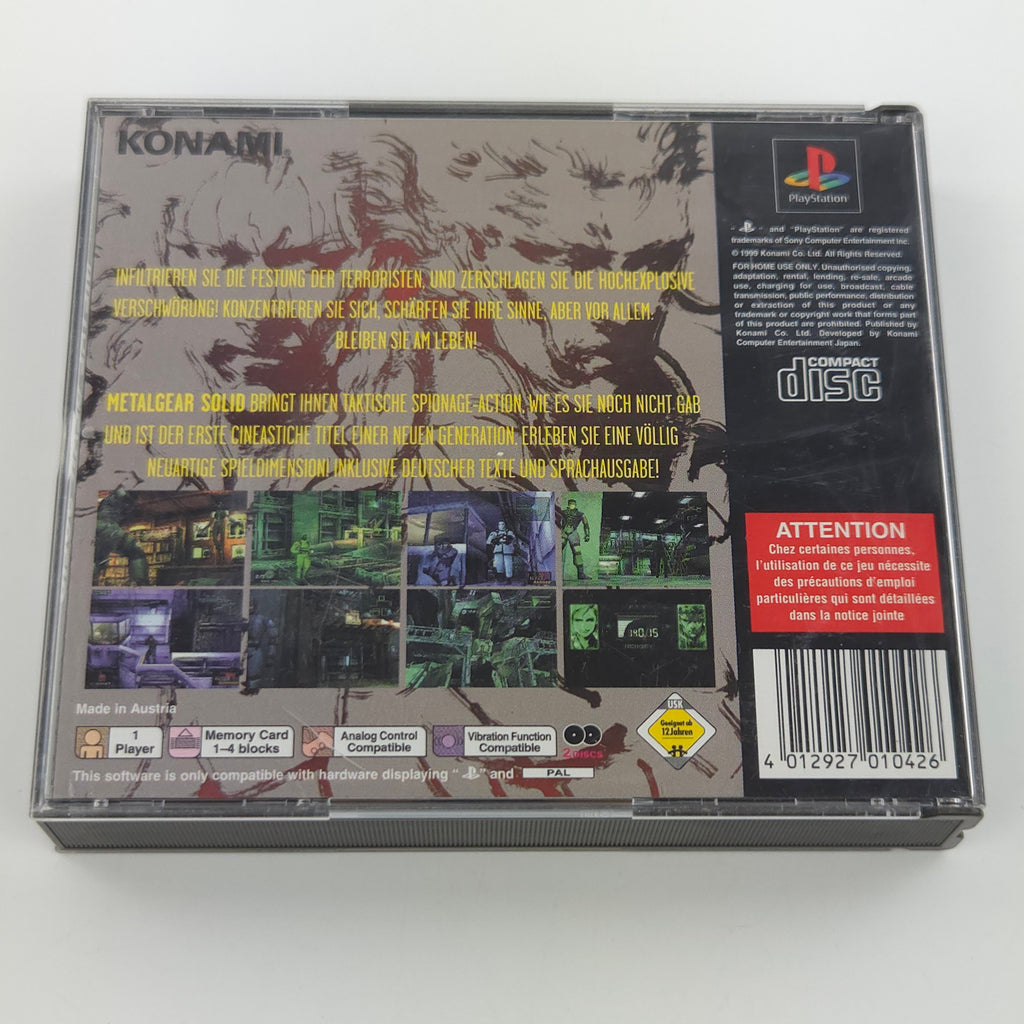 KONAMI
INFILTRIEREN SIE DIE FESTUNG DER TERRORISTEN, UND ZERSCHLAGEN SIE DIE HOCHEXPLOSIVE
VERSCHWÖRUNG! KONZENTRIEREN SIE SICH, SCHÄRFEN SIE IHRE SINNE, ABER VOR ALLEM:
BLEIBEN SIE AM LEBEN!
METALGEAR SOLID BRINGT IHNEN TAKTISCHE SPIONAGE-ACTION, WIE ES SIE NOCH NICHT GAB
UND IST DER ERSTE CINEASTICHE TITEL EINER NEUEN GENERATION. ERLEBEN SIE EINE VÖLLIG
NEUARTIGE SPIELDIMENSION! INKLUSIVE DEUTSCHER TEXTE UND SPRACHAUSGABE!
140.15
Made in Austria
1
Player
Memory Card
1–4 blocks
Analog Control
Compatible
Vibration Function
Compatible
2 DISCS
USK
Geeignet ab
12 Jahren
This software is only compatible with hardware displaying " " and PAL
PlayStation
" " and "PlayStation" are registered
trademarks of Sony Computer Entertainment Inc.
© 1999 Konami Co. Ltd. All Rights Reserved.
FOR HOME USE ONLY. Unauthorised copying,
adaptation, rental, lending, re-sale, arcade
use, charging for use, broadcast, cable
transmission, public performance, distribution
or extraction of this product or any
trademark or copyright work that forms part
of this product are prohibited. Published by
Konami Co. Ltd. Developed by Konami
Computer Entertainment Japan.
COMPACT
disc
ATTENTION
Chez certaines personnes,
l'utilisation de ce jeu nécessite
des précautions d'emploi
particulières qui sont détaillées
dans la notice jointe
4 012927 010426